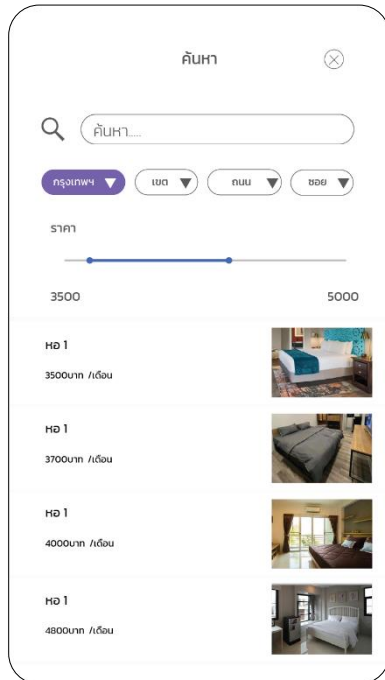 ค้นหา
ค้นหา.....
กรุงเทพฯ เขต ถนน ซอย
ราคา
3500 5000
หอ 1
3500บาท /เดือน
หอ 1
3700บาท /เดือน
หอ 1
4000บาท /เดือน
หอ 1
4800บาท /เดือน